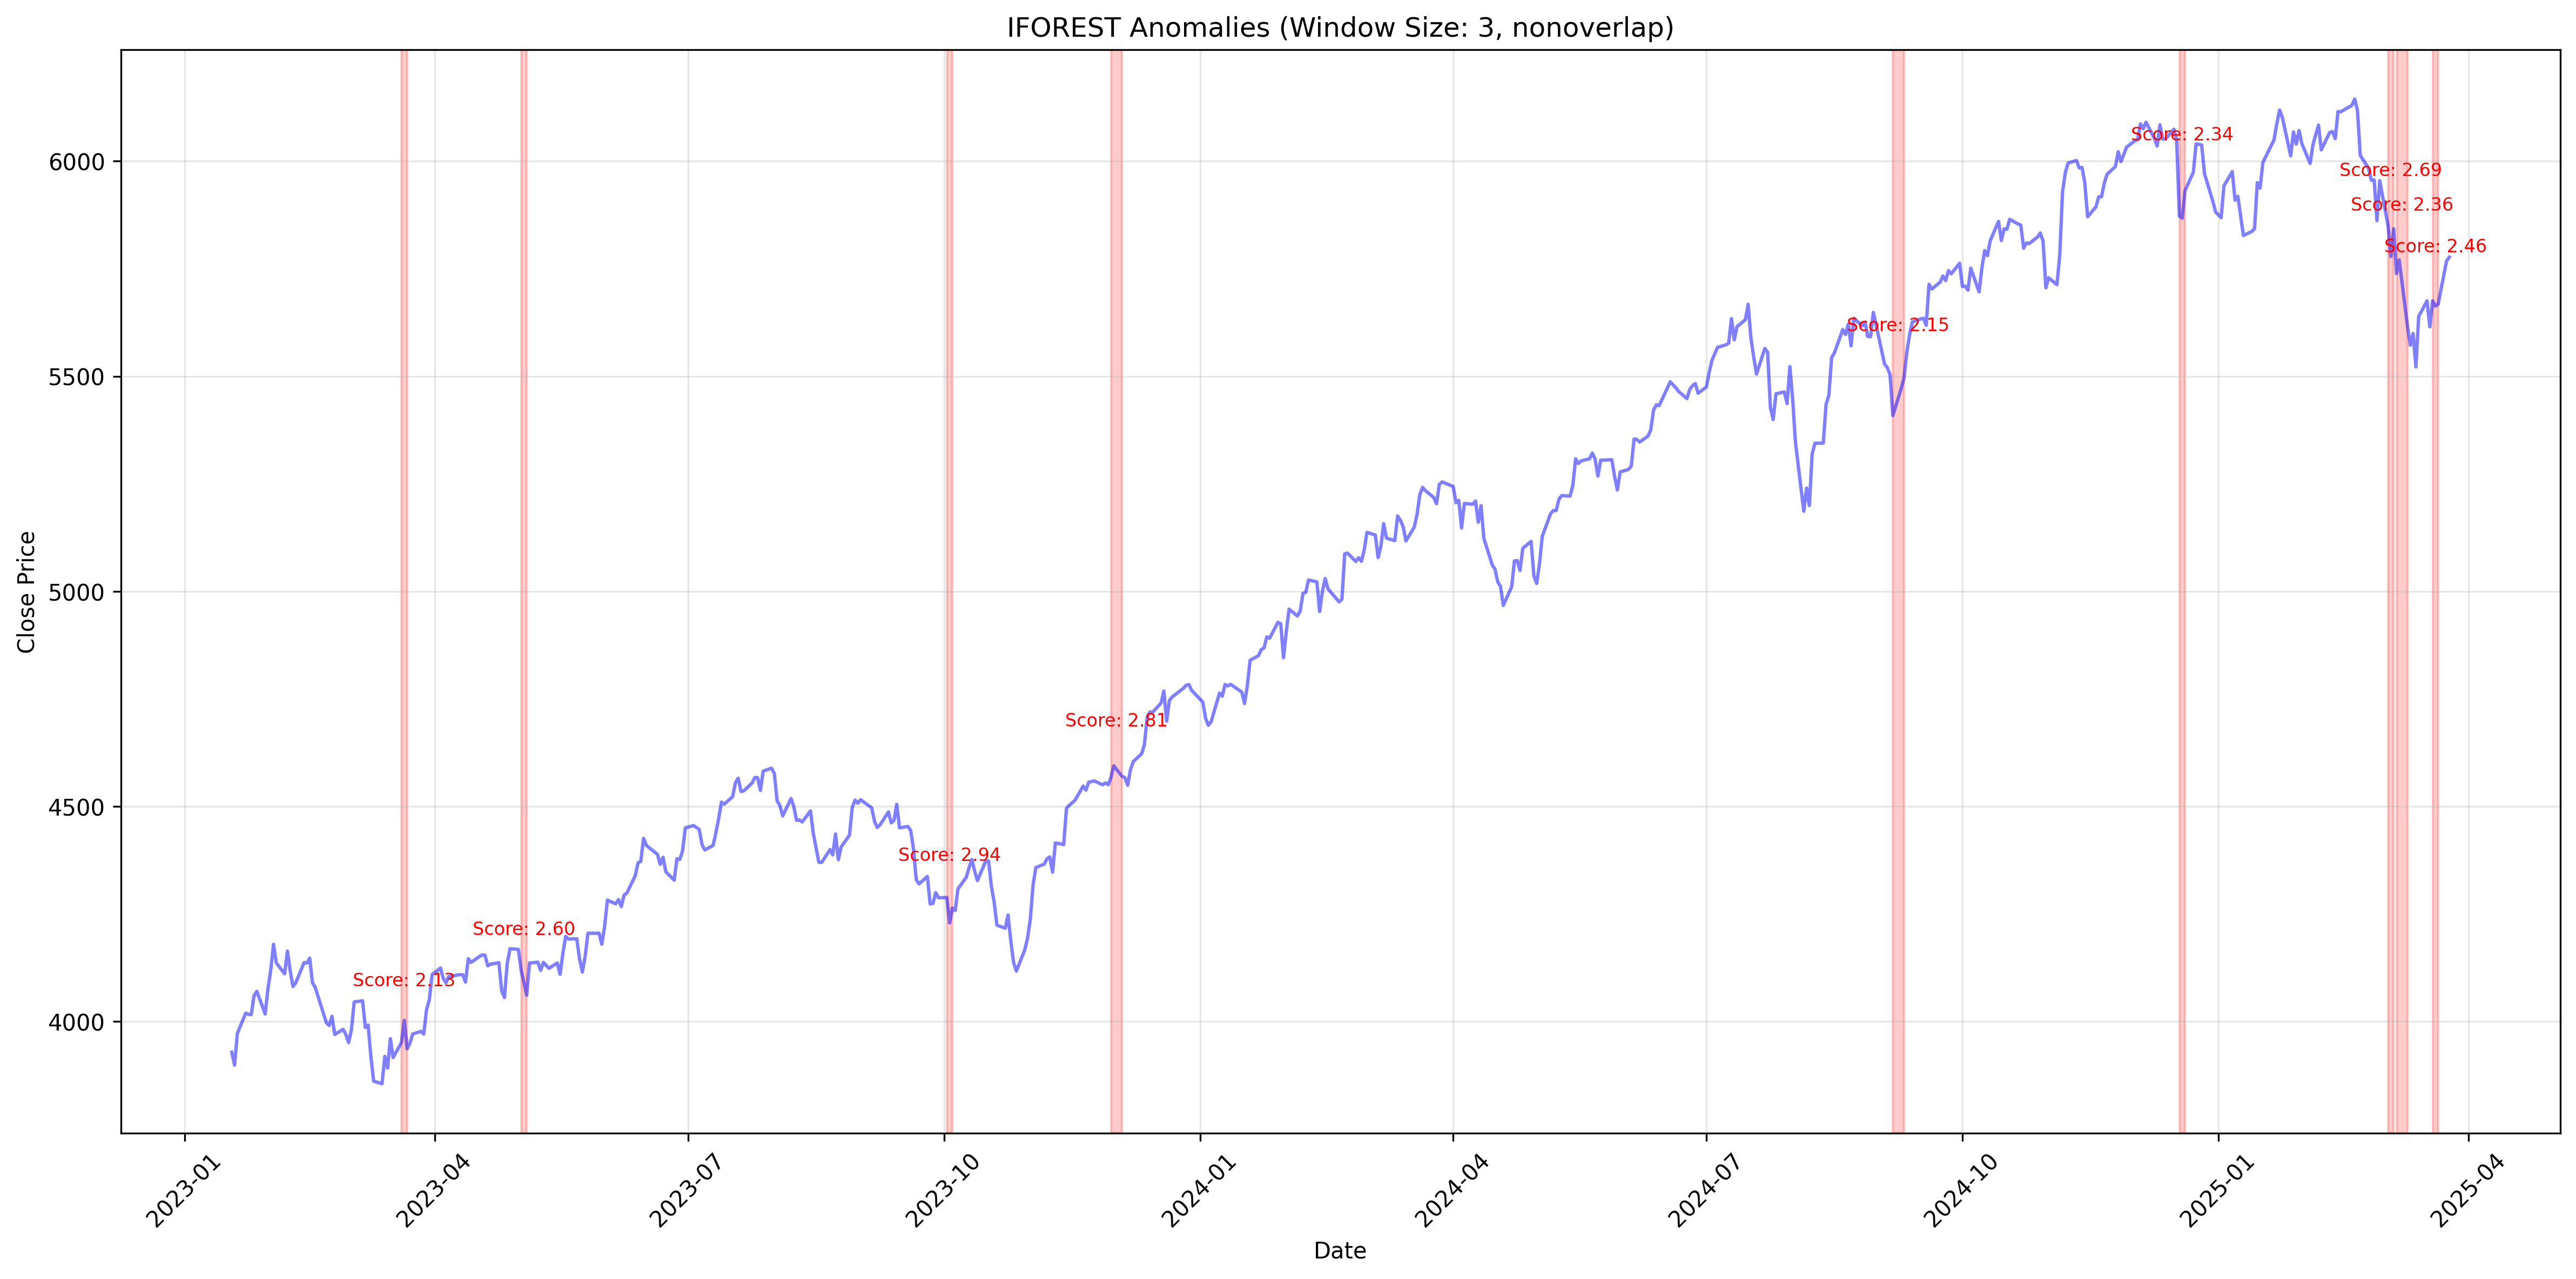 IFOREST Anomalies (Window Size: 3, nonoverlap)
Close Price
6000
5500
5000
4500
4000
Score: 2.13
Score: 2.60
Score: 2.94
Score: 2.81
Score: 2.15
Score: 2.34
Score: 2.69
Score: 2.36
Score: 2.46
2023-01
2023-04
2023-07
2023-10
2024-01
2024-04
2024-07
2024-10
2025-01
2025-04
Date